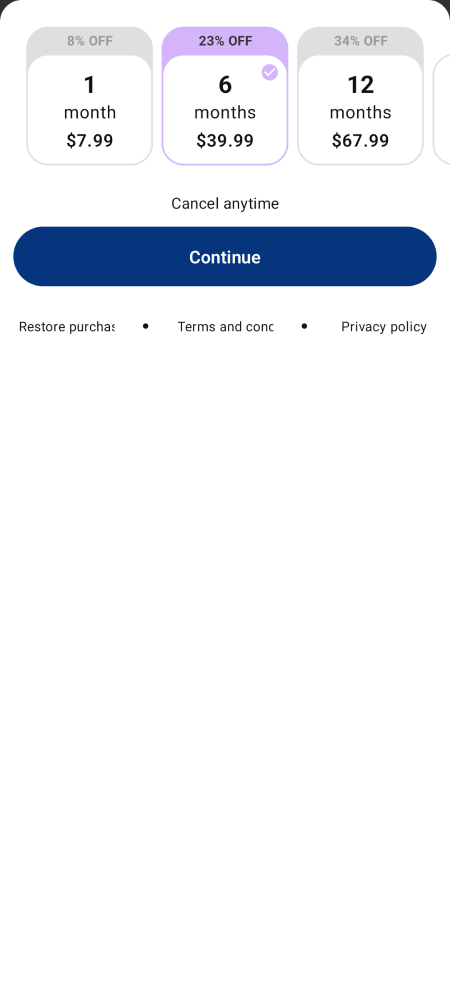 8% OFF
1
month
$7.99
23% OFF
6
months
$39.99
34% OFF
12
months
$67.99
Cancel anytime
Continue
Restore purchas
Terms and cond
Privacy policy